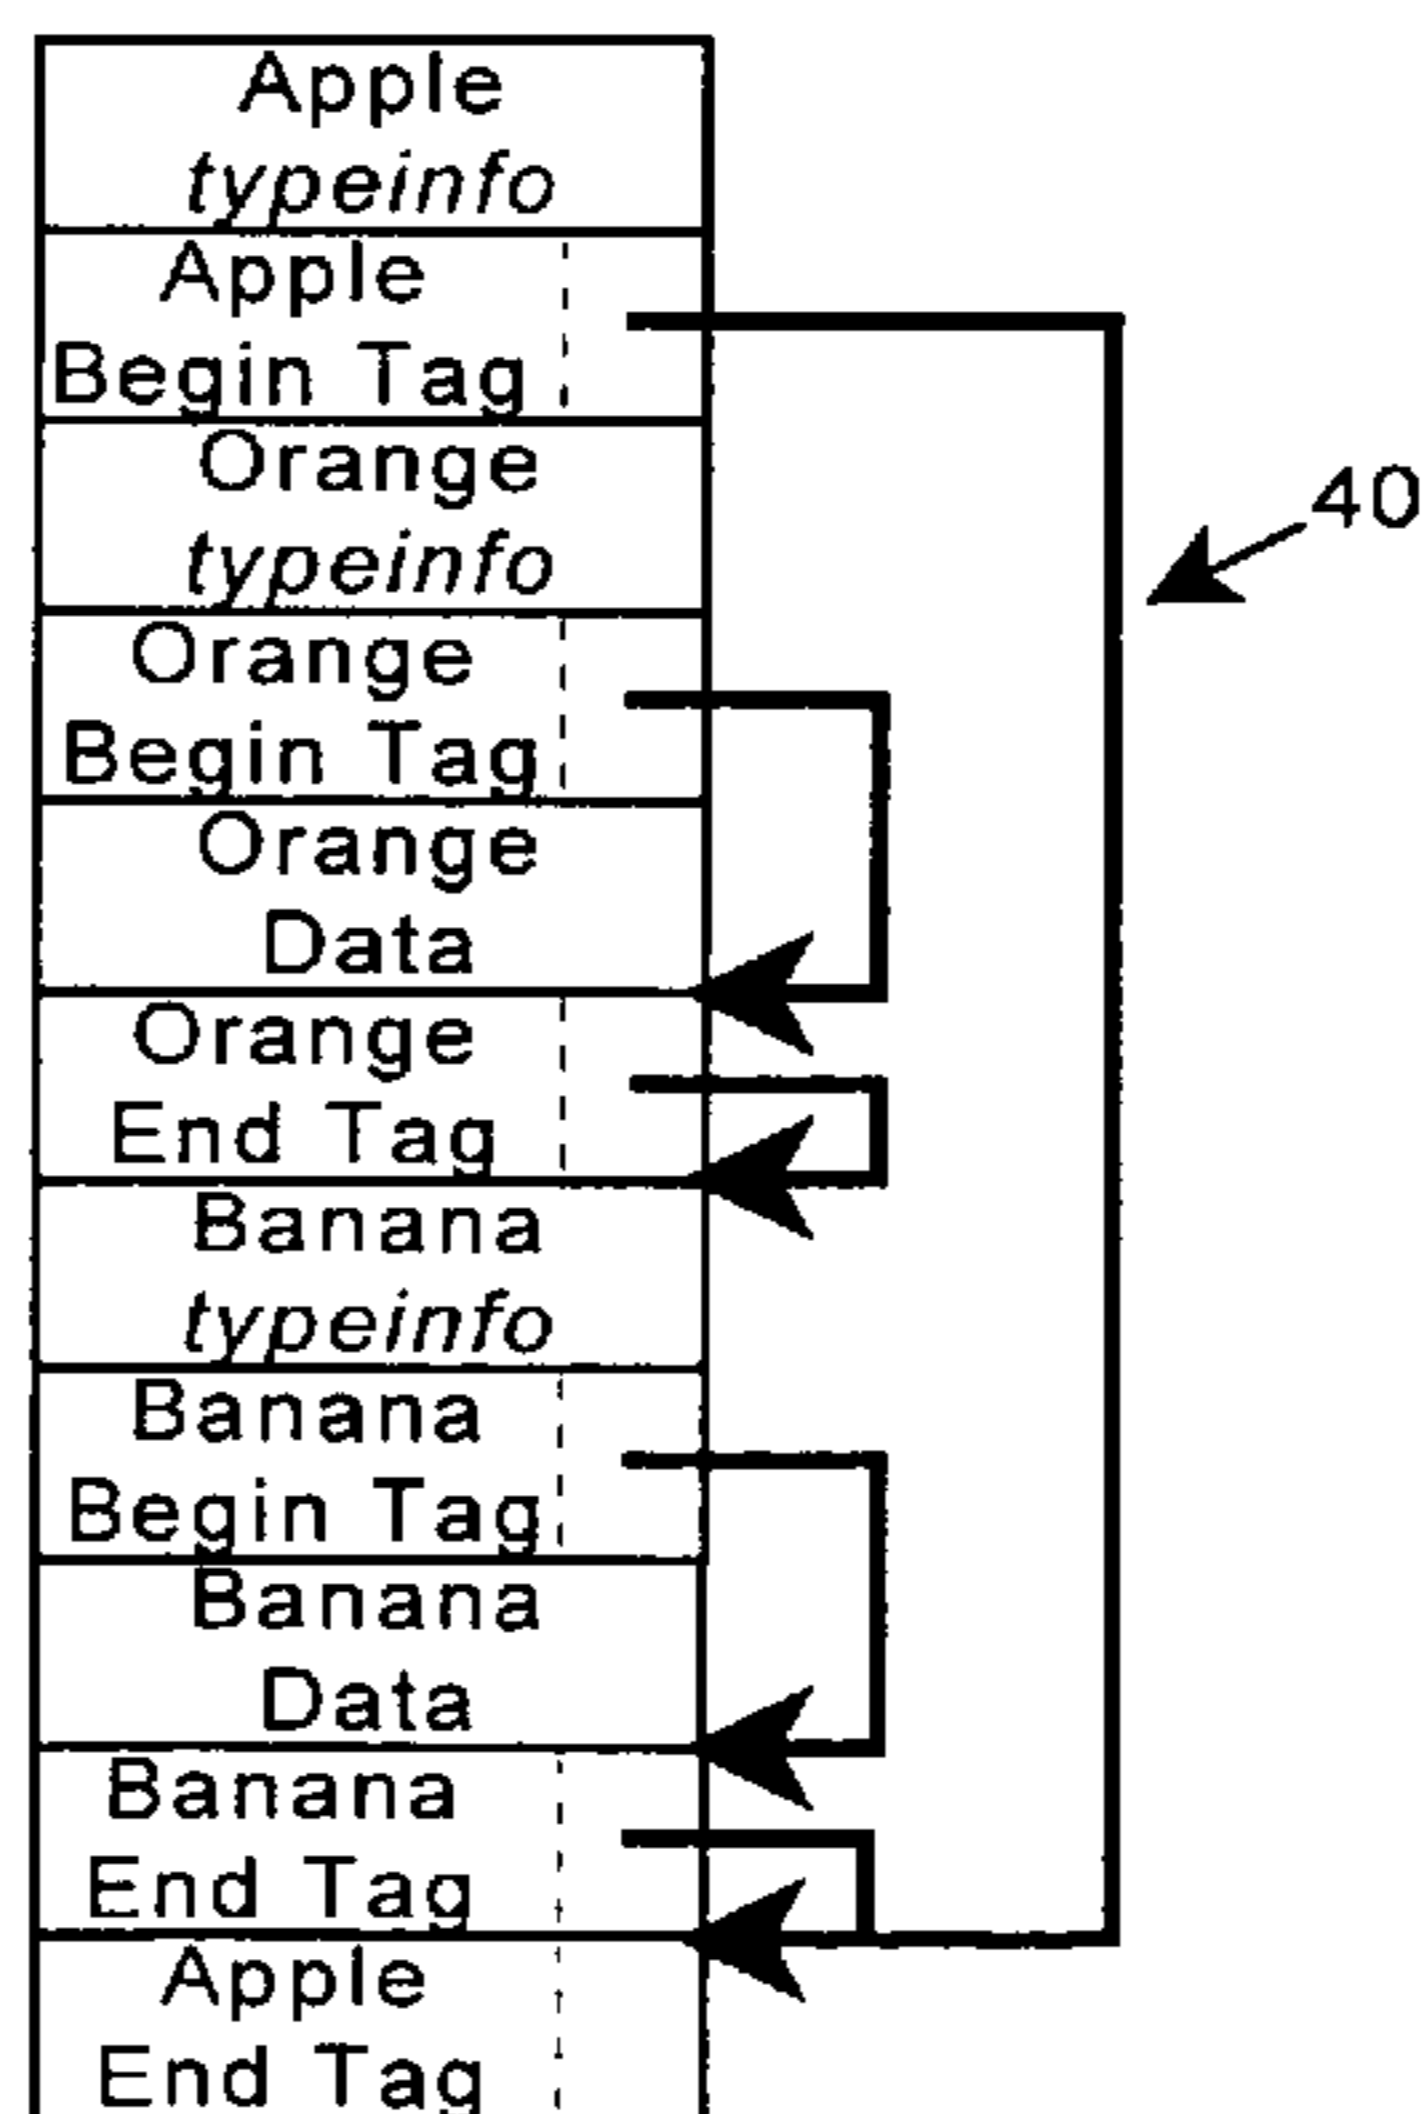 Apple
typeinfo
Apple
Begin Tag
Orange
typeinfo
40
Orange
Begin Tag
Orange
Data
Orange
End Tag
Banana
typeinfo
Banana
Begin Tag
Banana
Data
Banana
End Tag
Apple
End Tag